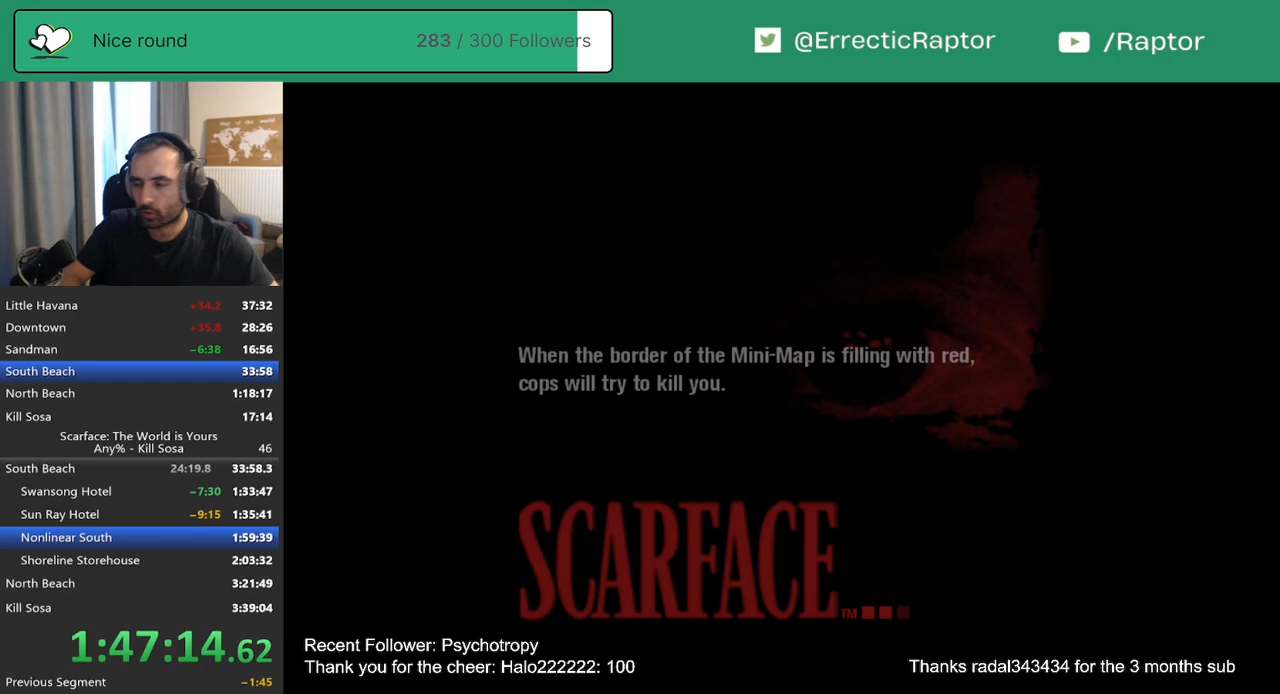 Nice round
283 / 300 Followers
@ErrecticRaptor
/Raptor
Map of the world
Little Havana +34.2 37:32
Downtown +35.8 28:26
Sandman −6:38 16:56
South Beach 33:58
North Beach 1:18:17
Kill Sosa 17:14
Scarface: The World is Yours
Any% - Kill Sosa 46
South Beach 24:19.8 33:58.3
Swansong Hotel −7:30 1:33:47
Sun Ray Hotel −9:15 1:35:41
Nonlinear South 1:59:39
Shoreline Storehouse 2:03:32
North Beach 3:21:49
Kill Sosa 3:39:04
1:47:14.62
Previous Segment −1:45
When the border of the Mini-Map is filling with red,
cops will try to kill you.
SCARFACE™
Recent Follower: Psychotropy
Thank you for the cheer: Halo222222: 100
Thanks radal343434 for the 3 months sub